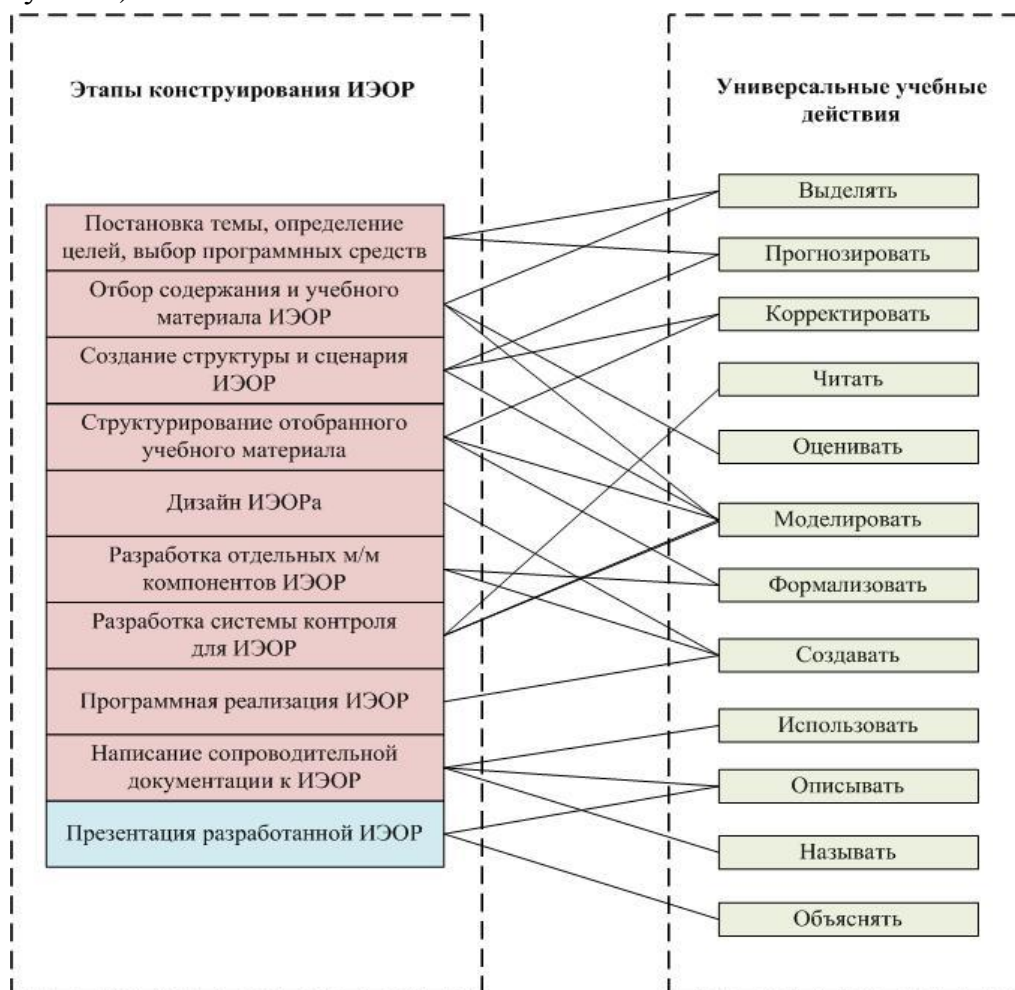 Этапы конструирования ИЭОР
Постановка темы, определение
целей, выбор программных средств
Отбор содержания и учебного
материала ИЭОР
Создание структуры и сценария
ИЭОР
Структурирование отобранного
учебного материала
Дизайн ИЭОРа
Разработка отдельных м/м
компонентов ИЭОР
Разработка системы контроля
для ИЭОР
Программная реализация ИЭОР
Написание сопроводительной
документации к ИЭОР
Презентация разработанной ИЭОР
Универсальные учебные
действия
Выделять
Прогнозировать
Корректировать
Читать
Оценивать
Моделировать
Формализовать
Создавать
Использовать
Описывать
Называть
Объяснять